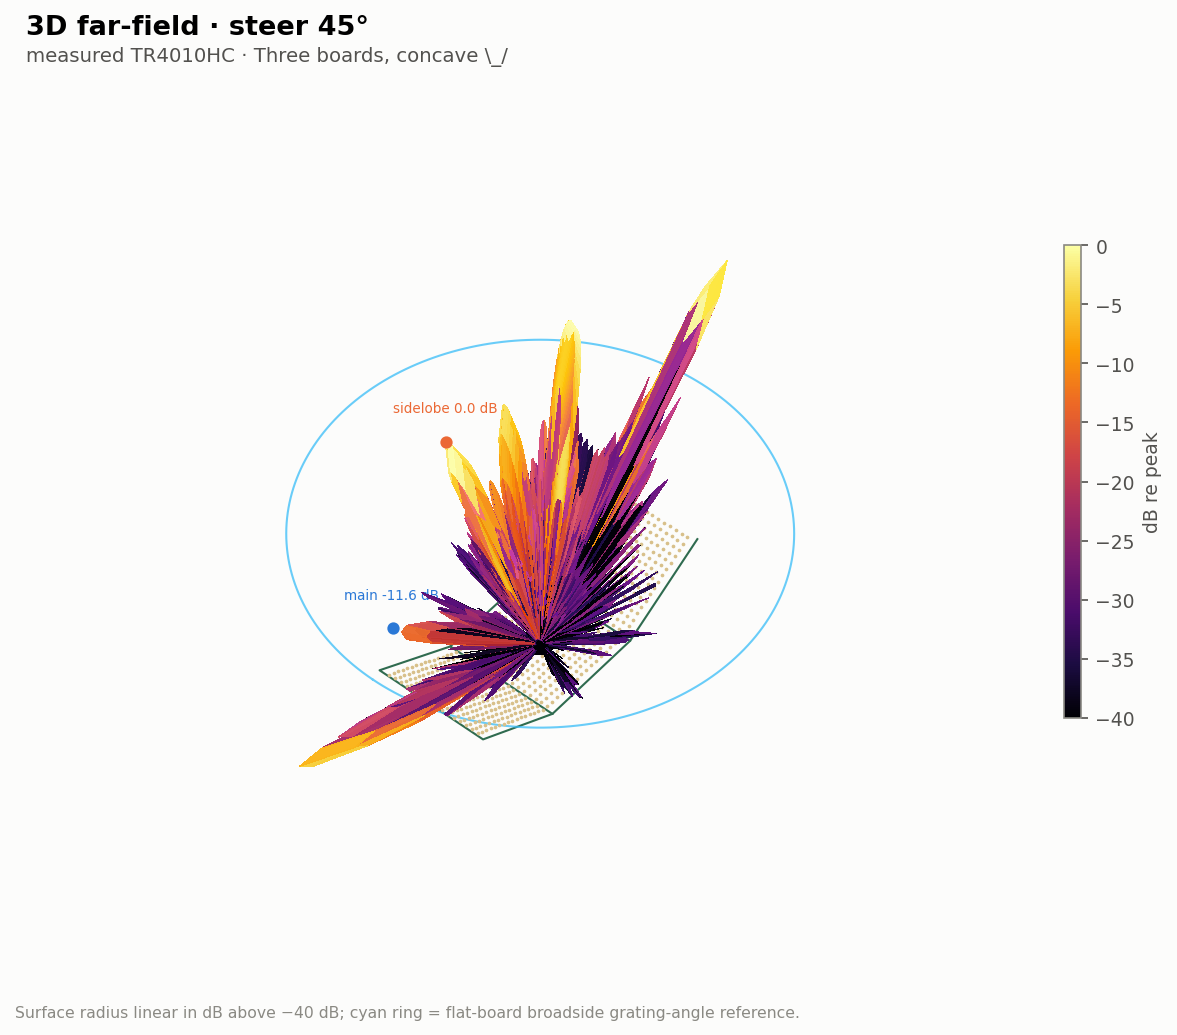 3D far-field · steer 45°
measured TR4010HC · Three boards, concave \_/
sidelobe 0.0 dB
main -11.6 dB
0
−5
−10
−15
−20
−25
−30
−35
−40
dB re peak
Surface radius linear in dB above −40 dB; cyan ring = flat-board broadside grating-angle reference.